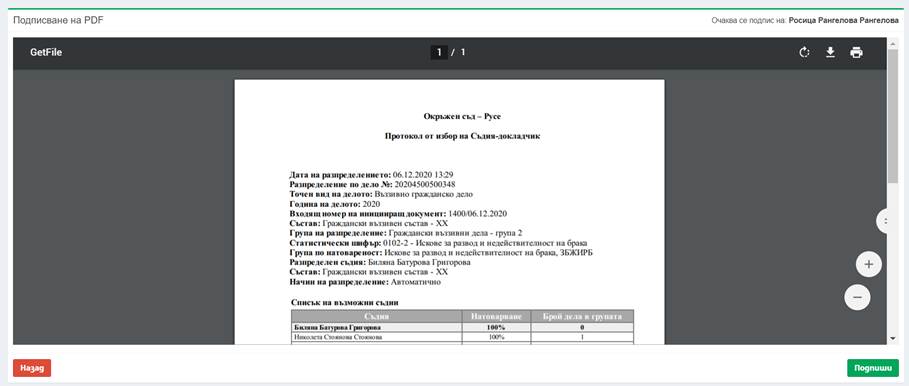 Подписване на PDF
Очаква се подпис на: Росица Рангелова Рангелова
GetFile
1 / 1
Окръжен съд – Русе
Протокол от избор на Съдия-докладчик
Дата на разпределението: 06.12.2020 13:29
Разпределение по дело №: 20204500500348
Точен вид на делото: Въззивно гражданско дело
Година на делото: 2020
Входящ номер на иницииращ документ: 1400/06.12.2020
Състав: Граждански въззивен състав - XX
Група на разпределение: Граждански въззивни дела - група 2
Статистически шифър: 0102-2 - Искове за развод и недействителност на брака
Група по натовареност: Искове за развод и недействителност на брака, ЗБЖИРБ
Разпределен съдия: Биляна Батурова Григорова
Състав: Граждански въззивен състав - XX
Начин на разпределение: Автоматично
Списък на възможни съдии
Съдия Натоварване Брой дела в групата
Биляна Батурова Григорова 100% 0
Николета Стоянова Стоянова 100% 1
Назад
Подпиши